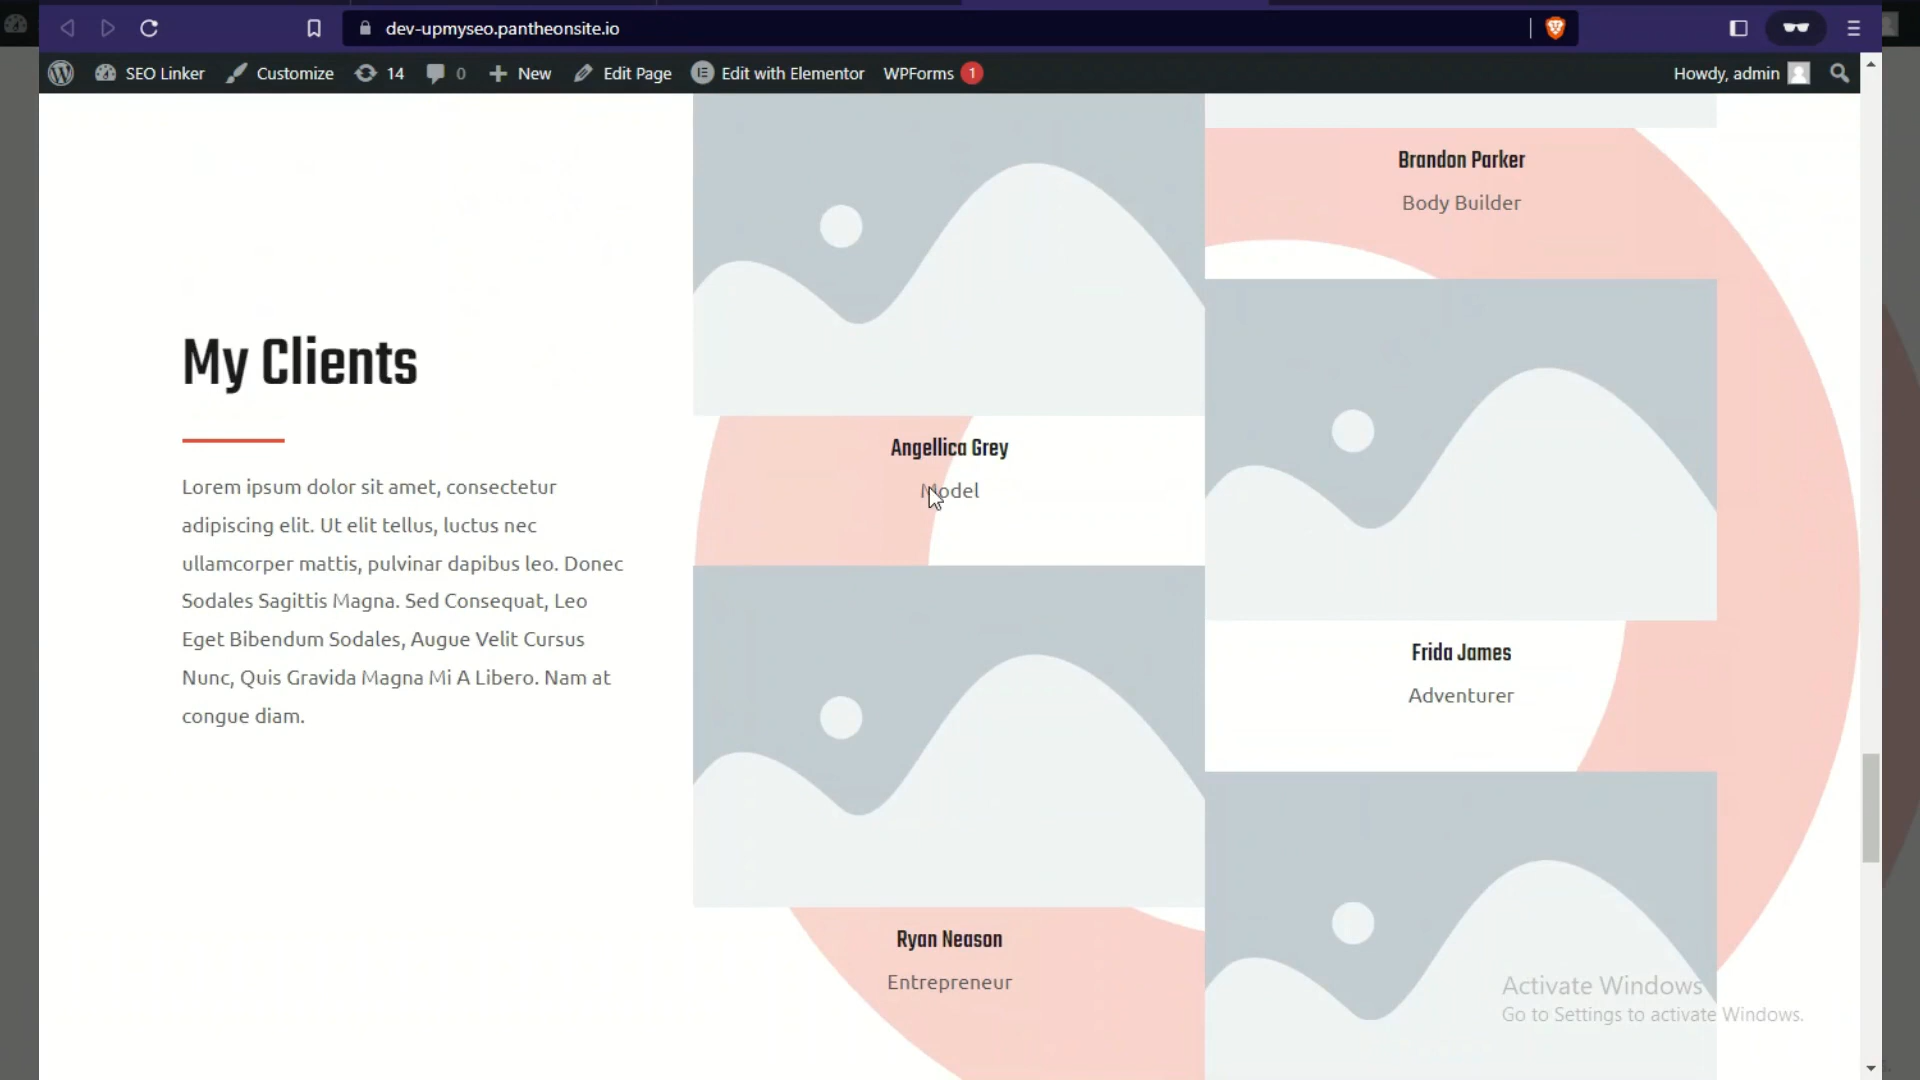 dev-upmyseo.pantheonsite.io
SEO Linker
Customize
14
0
New
Edit Page
Edit with Elementor
WPForms 1
Howdy, admin
Brandon Parker
Body Builder
My Clients
Angellica Grey
Model
Lorem ipsum dolor sit amet, consectetur
adipiscing elit. Ut elit tellus, luctus nec
ullamcorper mattis, pulvinar dapibus leo. Donec
Sodales Sagittis Magna. Sed Consequat, Leo
Eget Bibendum Sodales, Augue Velit Cursus
Nunc, Quis Gravida Magna Mi A Libero. Nam at
congue diam.
Frida James
Adventurer
Ryan Neason
Entrepreneur
Activate Windows
Go to Settings to activate Windows.